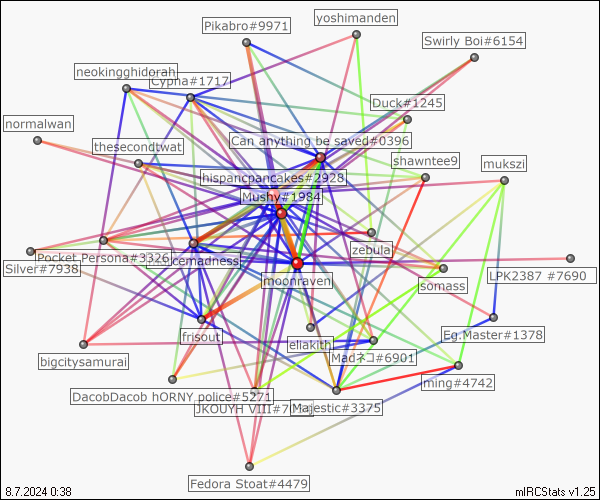 yoshimanden
Pikabro#9971
Swirly Boi#6154
neokingghidorah
Cypha#1717
Duck#1245
normalwan
Can anything be saved#0396
thesecondtwat
shawntee9
mukszi
hispanicpancakes#2928
Mushy#1984
zebula
Pocket Persona#3326
icemadness
Silver#7938
moonraven
somass
LPK2387 #7690
frisout
eliakith
Eg.Master#1378
bigcitysamurai
Madネコ#6901
ming#4742
DacobDacob hORNY police#5271
JKOUYH VIII#7
Majestic#3375
Fedora Stoat#4479
8.7.2024 0:38
mIRCStats v1.25